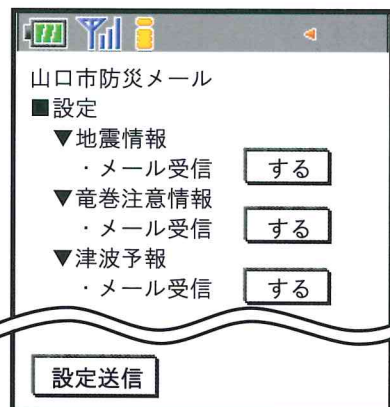 山口市防災メール
■設定
▼地震情報
・メール受信 する
▼竜巻注意情報
・メール受信 する
▼津波予報
・メール受信 する
設定送信